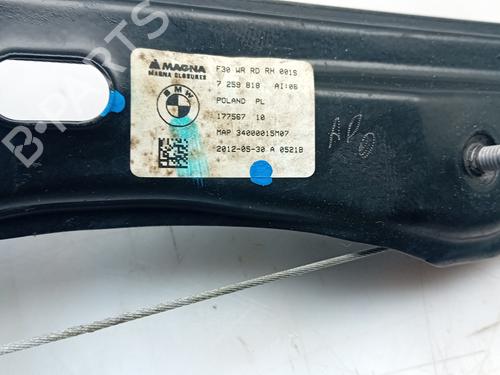 MAGNA
MAGNA CLOSURES
BMW
F30 WR RD RH 001S
7 259 818 AI:08
POLAND PL
177567 10
MAP 34000015M07
2012-05-30 A 0521B
B-PARTS